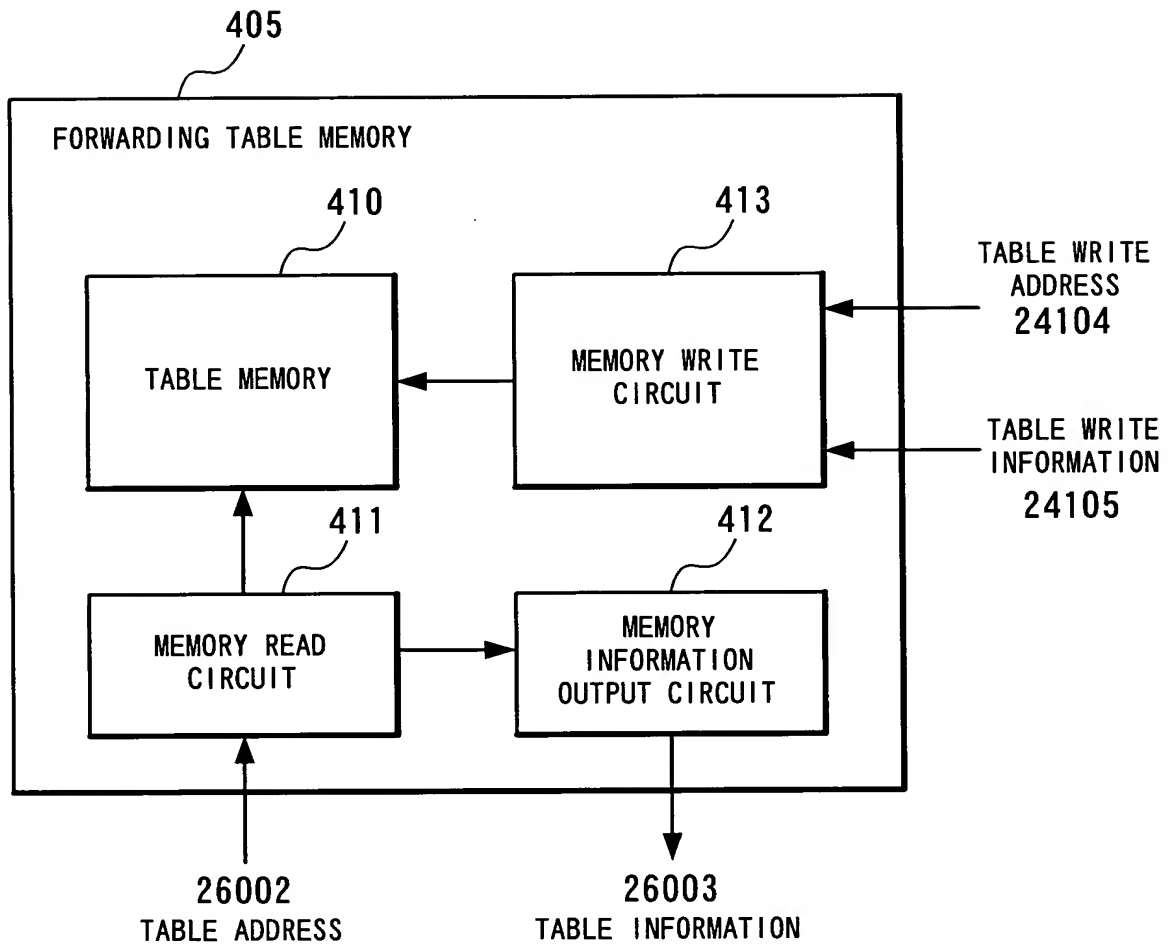 405
FORWARDING TABLE MEMORY
410
413
TABLE MEMORY
MEMORY WRITE
CIRCUIT
TABLE WRITE
ADDRESS
24104
TABLE WRITE
INFORMATION
24105
411
412
MEMORY READ
CIRCUIT
MEMORY
INFORMATION
OUTPUT CIRCUIT
26002
TABLE ADDRESS
26003
TABLE INFORMATION